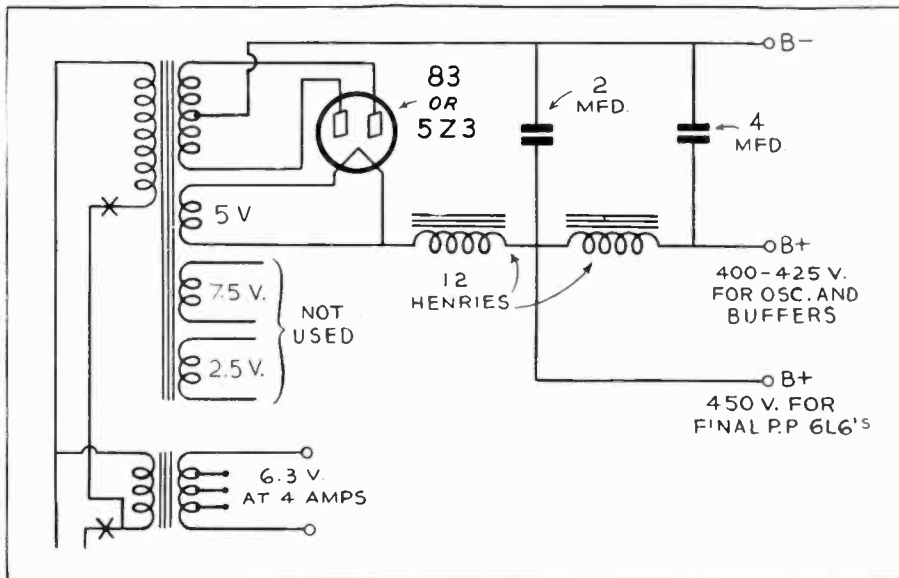 83
OR
5Z3
2
MFD.
4
MFD.
B-
5 V
12
HENRIES
7.5 V.
2.5 V.
NOT
USED
B+
400-425 V.
FOR OSC. AND
BUFFERS
B+
450 V. FOR
FINAL P.P 6L6'S
6.3 V.
AT 4 AMPS